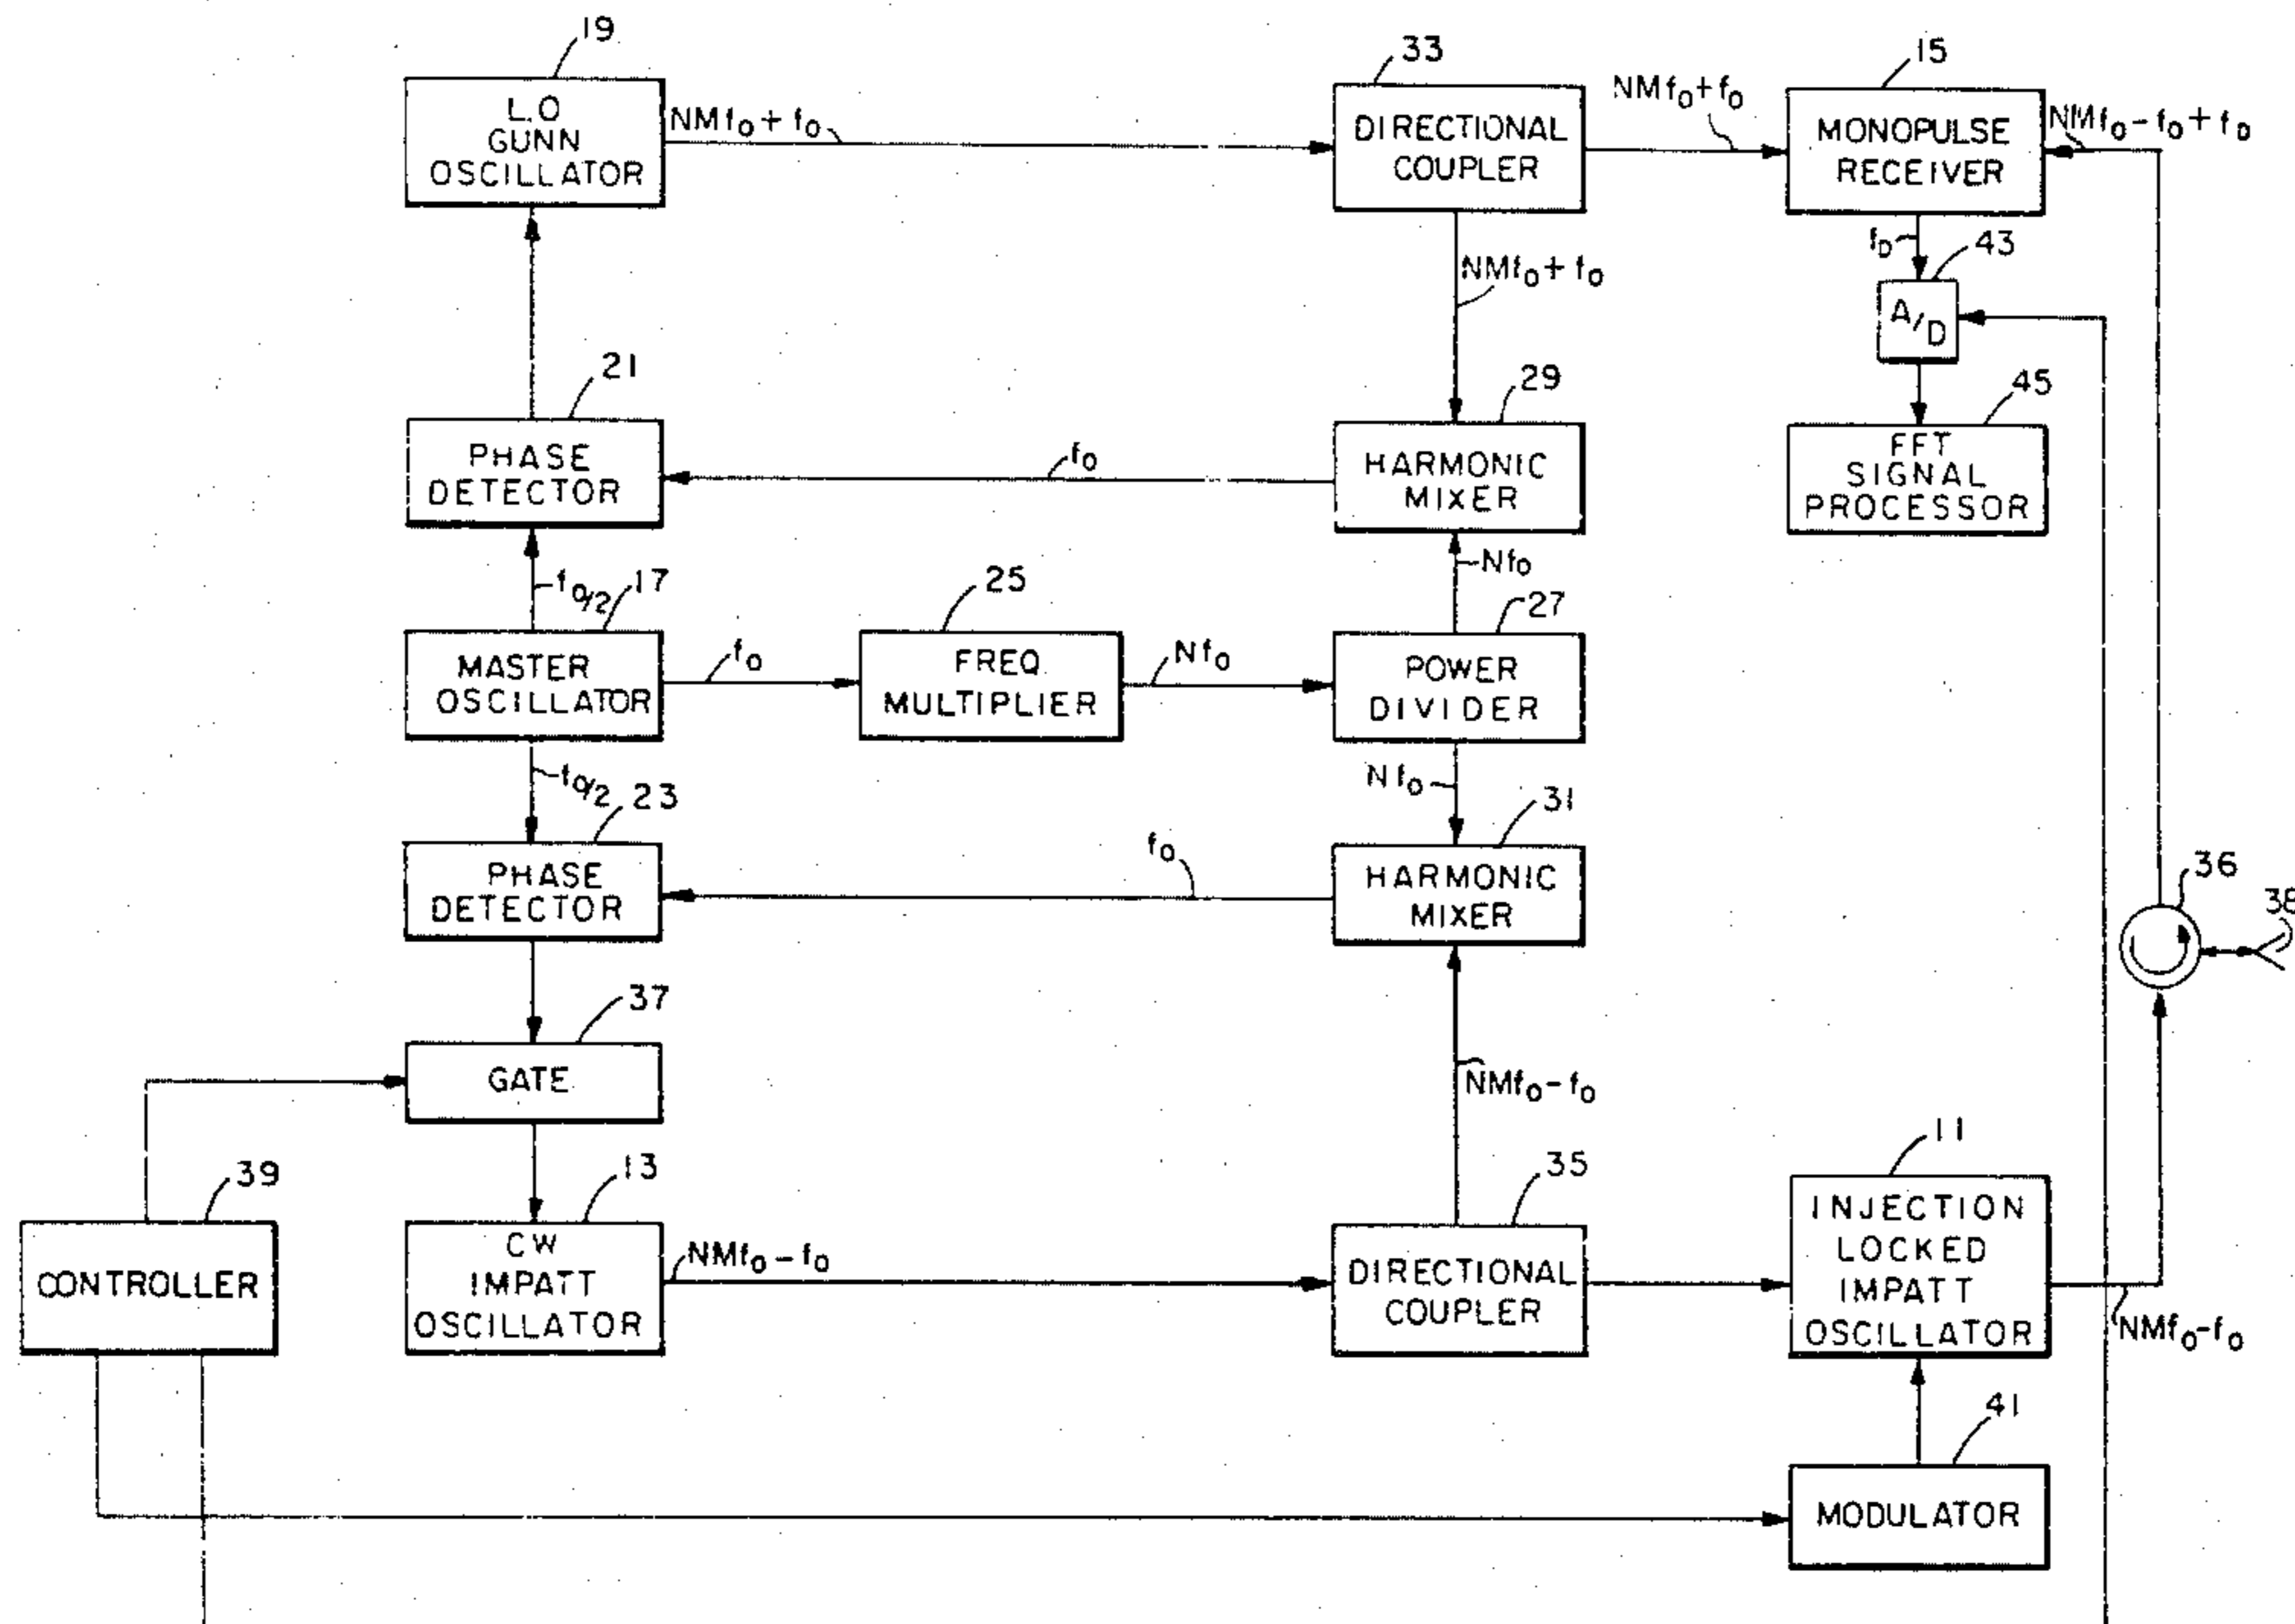 19
L.O
GUNN
OSCILLATOR
NMf₀ + f₀
33
DIRECTIONAL
COUPLER
NMf₀ + f₀
15
MONOPULSE
RECEIVER
NMf₀ - f₀ + f_D
NMf₀ + f₀
f_D
43
A/D
21
PHASE
DETECTOR
f₀
29
HARMONIC
MIXER
45
FFT
SIGNAL
PROCESSOR
f₀/2
17
MASTER
OSCILLATOR
f₀
25
FREQ.
MULTIPLIER
Nf₀
Nf₀
27
POWER
DIVIDER
f₀/2
23
PHASE
DETECTOR
f₀
Nf₀
31
HARMONIC
MIXER
36
38
37
GATE
NMf₀ - f₀
39
CONTROLLER
13
CW
IMPATT
OSCILLATOR
NMf₀ - f₀
35
DIRECTIONAL
COUPLER
11
INJECTION
LOCKED
IMPATT
OSCILLATOR
NMf₀ - f₀
41
MODULATOR